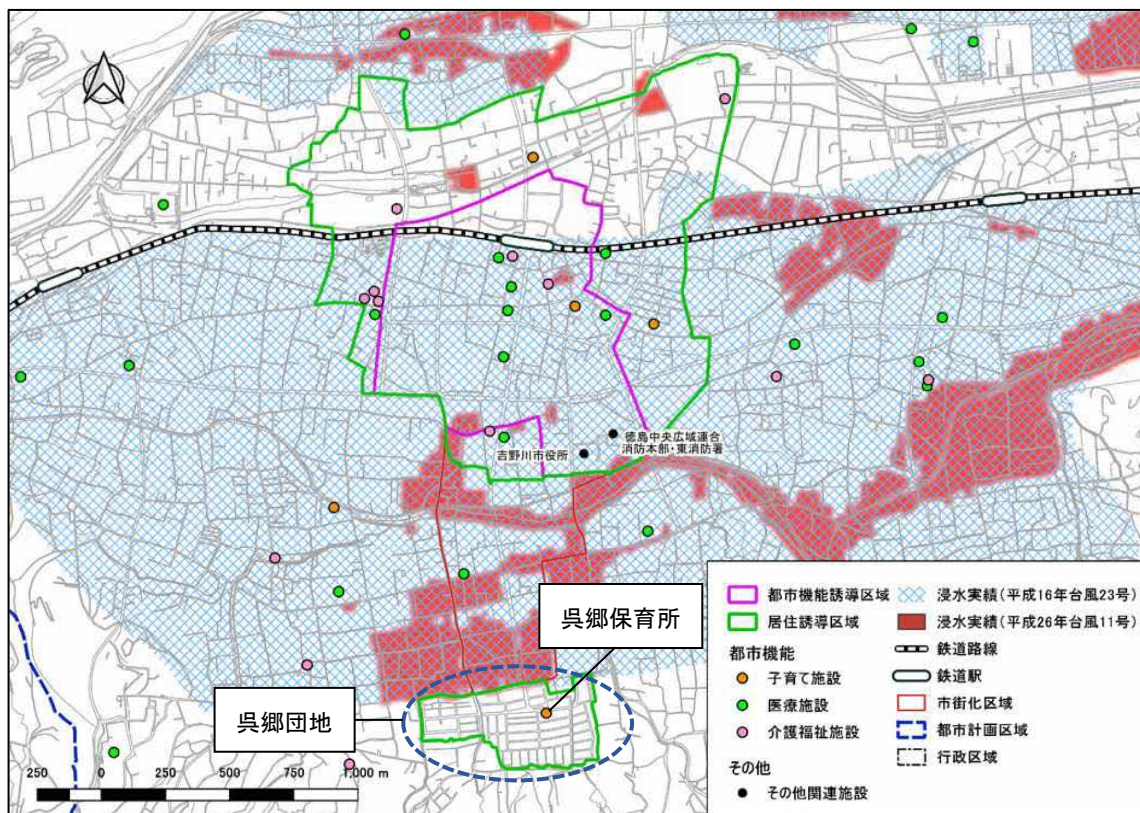 徳島中央広域連合
消防本部・東消防署
吉野川市役所
呉郷保育所
呉郷団地
250 0 250 500 750 1,000 m
都市機能誘導区域
居住誘導区域
都市機能
子育て施設
医療施設
介護福祉施設
その他
その他関連施設
浸水実績(平成16年台風23号)
浸水実績(平成26年台風11号)
鉄道路線
鉄道駅
市街化区域
都市計画区域
行政区域